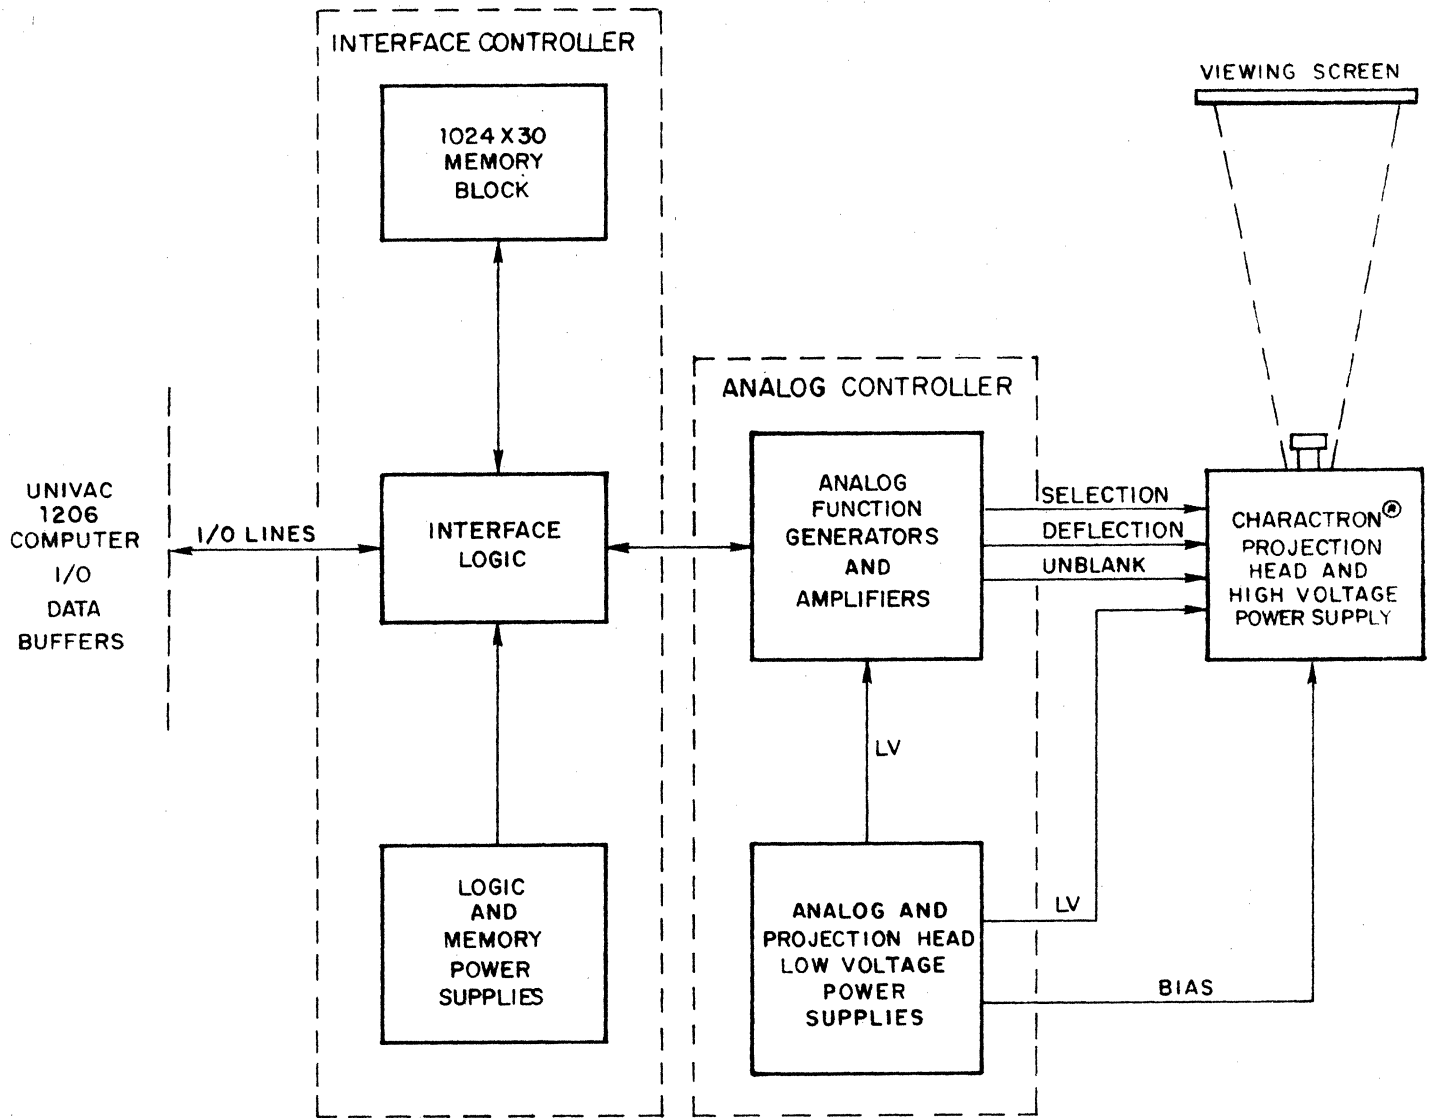 INTERFACE CONTROLLER
1024 X 30
MEMORY
BLOCK
VIEWING SCREEN
UNIVAC
1206
COMPUTER
I/O
DATA
BUFFERS
I/O LINES
INTERFACE
LOGIC
LOGIC
AND
MEMORY
POWER
SUPPLIES
ANALOG CONTROLLER
ANALOG
FUNCTION
GENERATORS
AND
AMPLIFIERS
SELECTION
DEFLECTION
UNBLANK
CHARACTRON®
PROJECTION
HEAD AND
HIGH VOLTAGE
POWER SUPPLY
LV
ANALOG AND
PROJECTION HEAD
LOW VOLTAGE
POWER
SUPPLIES
LV
BIAS